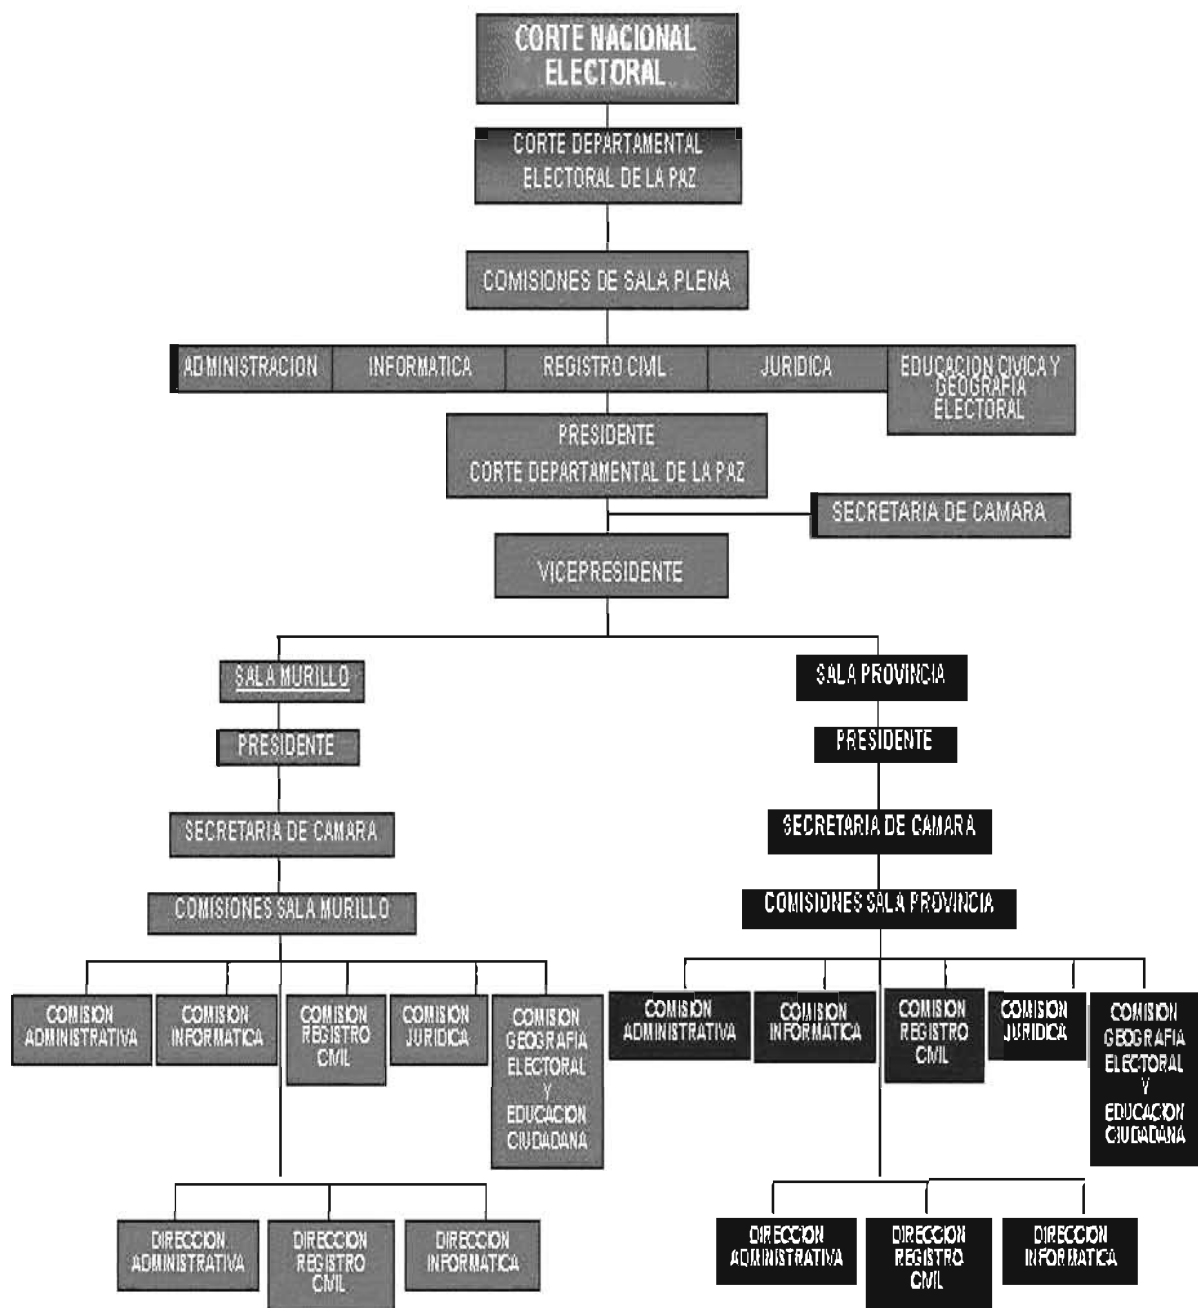 CORTE NACIONAL
ELECTORAL
CORTE DEPARTAMENTAL
ELECTORAL DE LA PAZ
COMISIONES DE SALA PLENA
ADMINISTRACION
INFORMATICA
REGISTRO CIVIL
JURIDICA
EDUCACION CIVICA Y
GEOGRAFIA
ELECTORAL
PRESIDENTE
CORTE DEPARTAMENTAL DE LA PAZ
SECRETARIA DE CAMARA
VICEPRESIDENTE
SALA MURILLO
PRESIDENTE
SECRETARIA DE CAMARA
COMISIONES SALA MURILLO
COMISION
ADMINISTRATIVA
COMISION
INFORMATICA
COMISION
REGISTRO
CIVIL
COMISION
JURIDICA
COMISION
GEOGRAFIA
ELECTORAL
Y
EDUCACION
CIUDADANA
DIRECCION
ADMINISTRATIVA
DIRECCION
REGISTRO
CIVIL
DIRECCION
INFORMATICA
SALA PROVINCIA
PRESIDENTE
SECRETARIA DE CAMARA
COMISIONES SALA PROVINCIA
COMISION
ADMINISTRATIVA
COMISION
INFORMATICA
COMISION
REGISTRO
CIVIL
COMISION
JURIDICA
COMISION
GEOGRAFIA
ELECTORAL
Y
EDUCACION
CIUDADANA
DIRECCION
ADMINISTRATIVA
DIRECCION
REGISTRO
CIVIL
DIRECCION
INFORMATICA